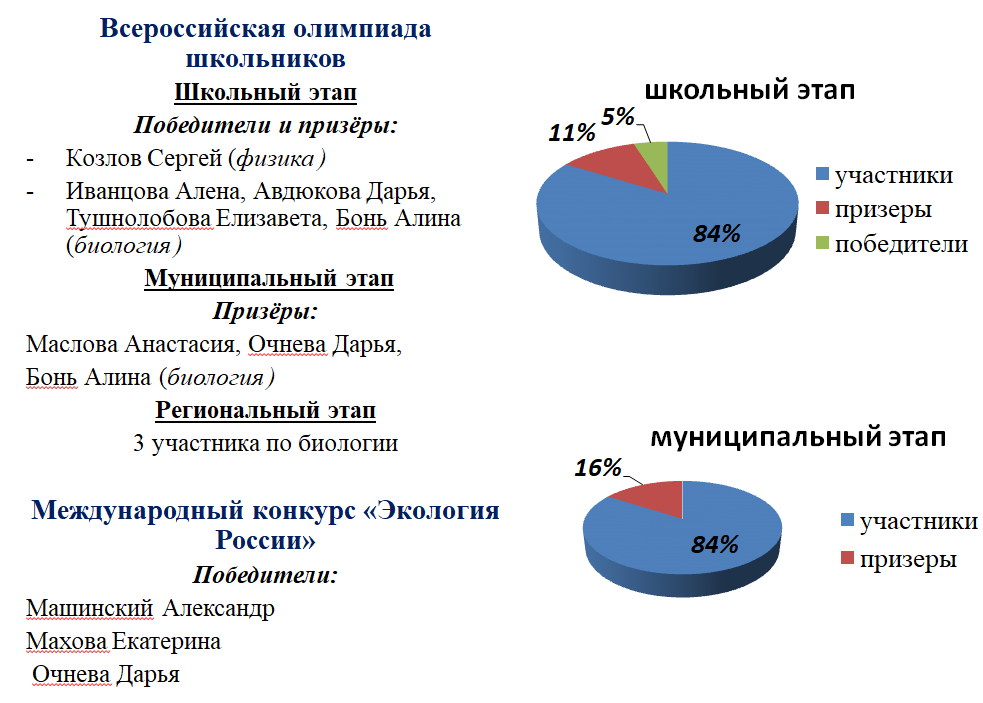 Всероссийская олимпиада
школьников
Школьный этап
Победители и призёры:
- Козлов Сергей (физика)
- Иванцова Алена, Авдюкова Дарья,
Тушнолобова Елизавета, Бонь Алина
(биология)
Муниципальный этап
Призёры:
Маслова Анастасия, Очнева Дарья,
Бонь Алина (биология)
Региональный этап
3 участника по биологии
Международный конкурс «Экология
России»
Победители:
Машинский Александр
Махова Екатерина
Очнева Дарья
школьный этап
5%
11%
84%
участники
призеры
победители
муниципальный этап
16%
84%
участники
призеры